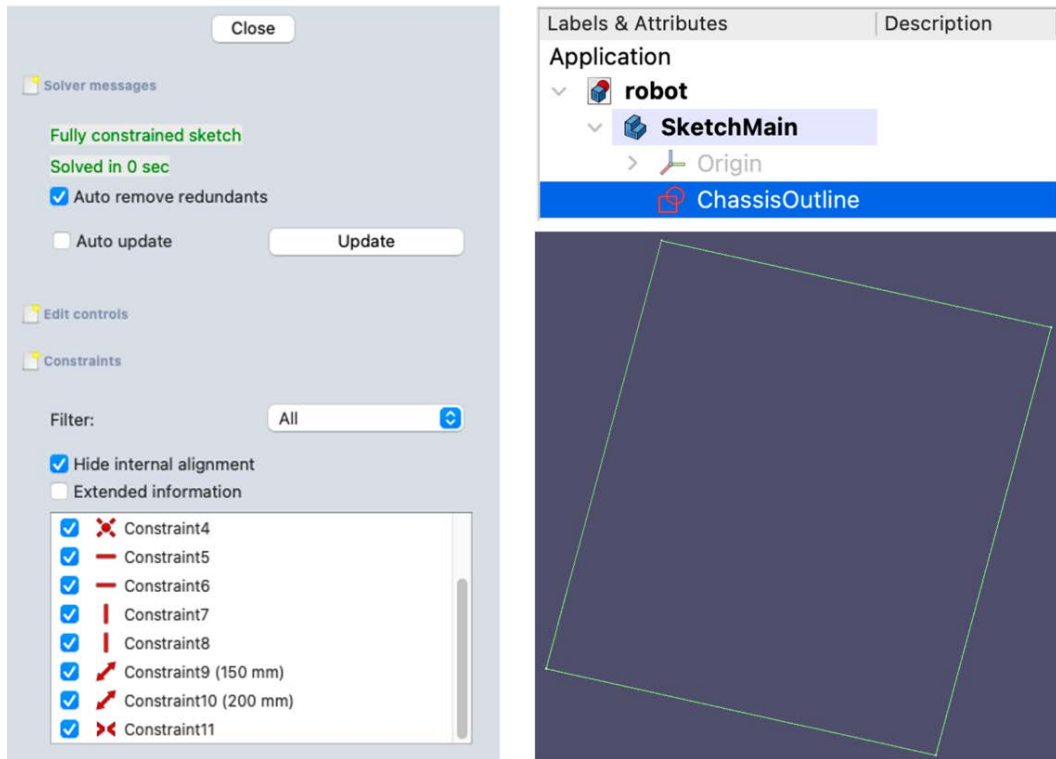 Close
Solver messages
Fully constrained sketch
Solved in 0 sec
Auto remove redundants
Auto update Update
Edit controls
Constraints
Filter: All
Hide internal alignment
Extended information
Constraint4
Constraint5
Constraint6
Constraint7
Constraint8
Constraint9 (150 mm)
Constraint10 (200 mm)
Constraint11
Labels & Attributes Description
Application
robot
SketchMain
Origin
ChassisOutline